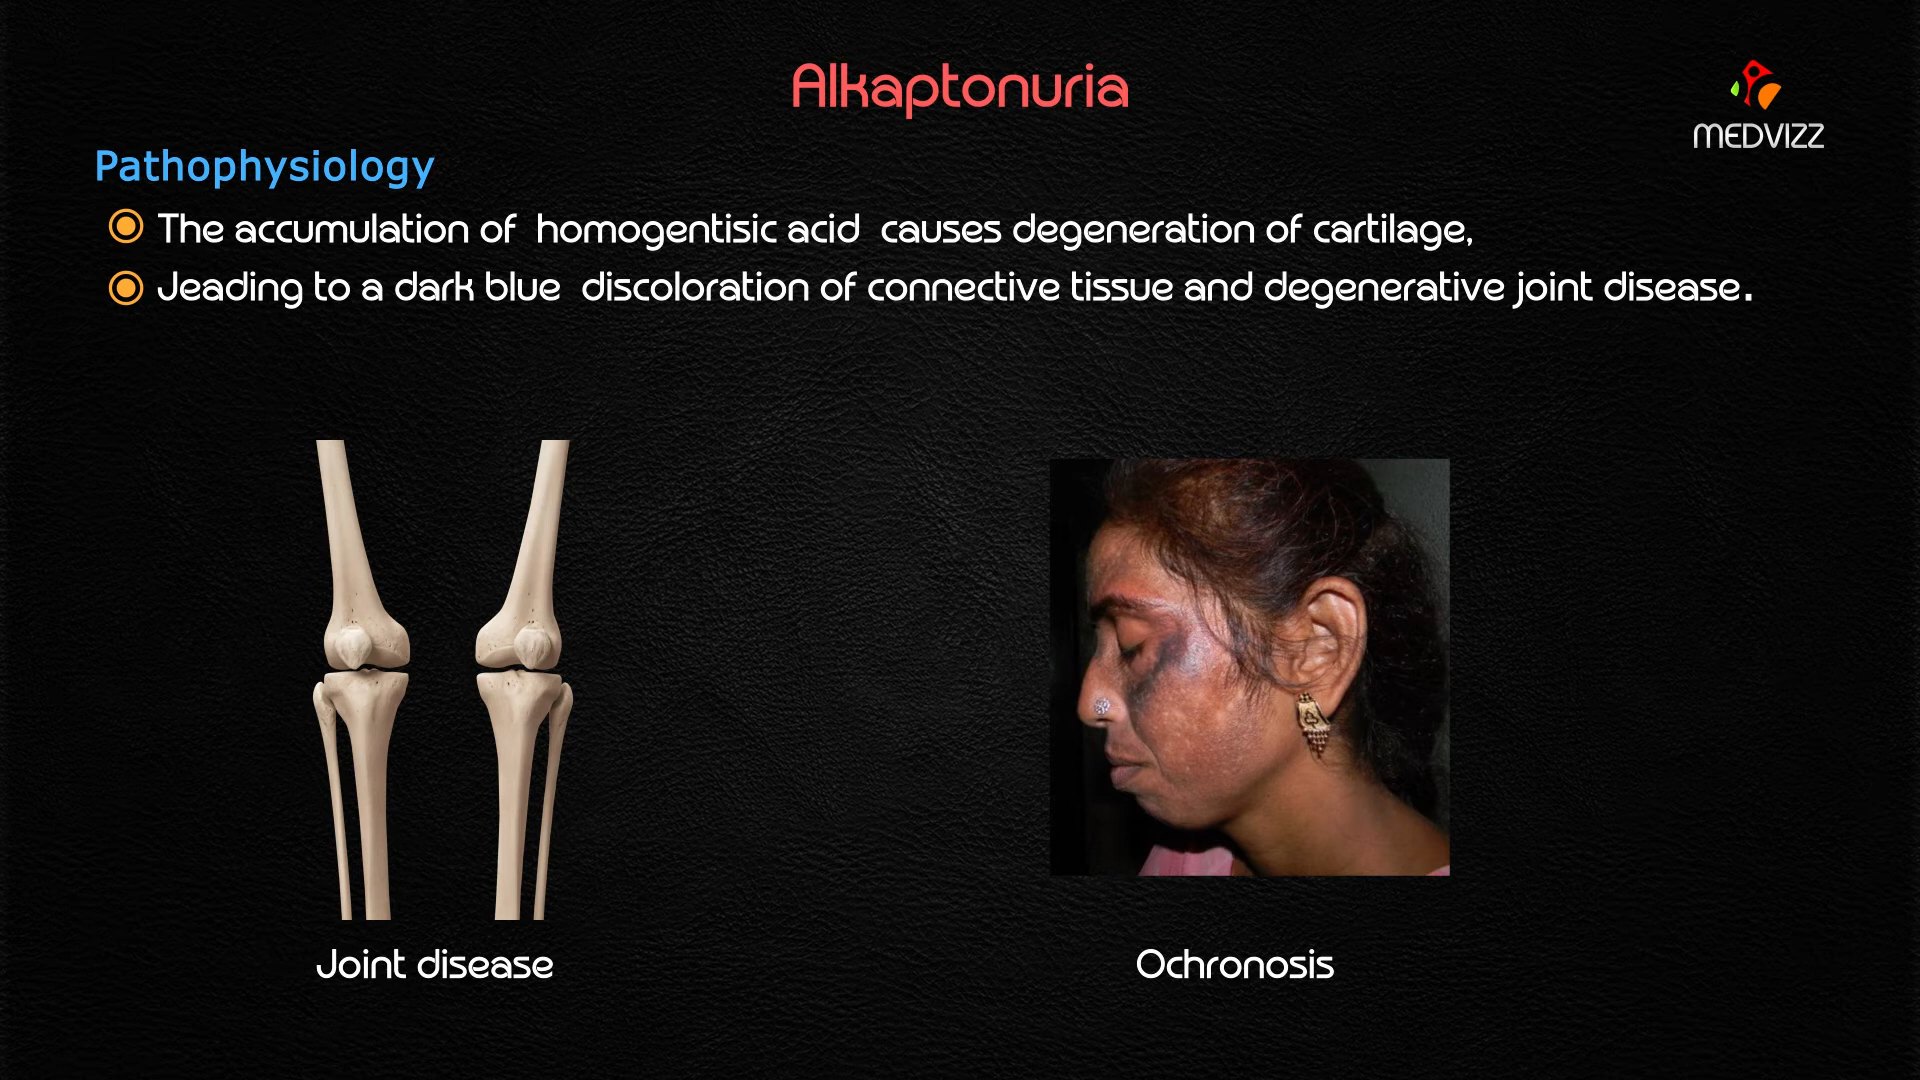 Alkaptonuria
MEDVIZZ
Pathophysiology
The accumulation of homogentisic acid causes degeneration of cartilage,
Jeading to a dark blue discoloration of connective tissue and degenerative joint disease.
Joint disease
Ochronosis